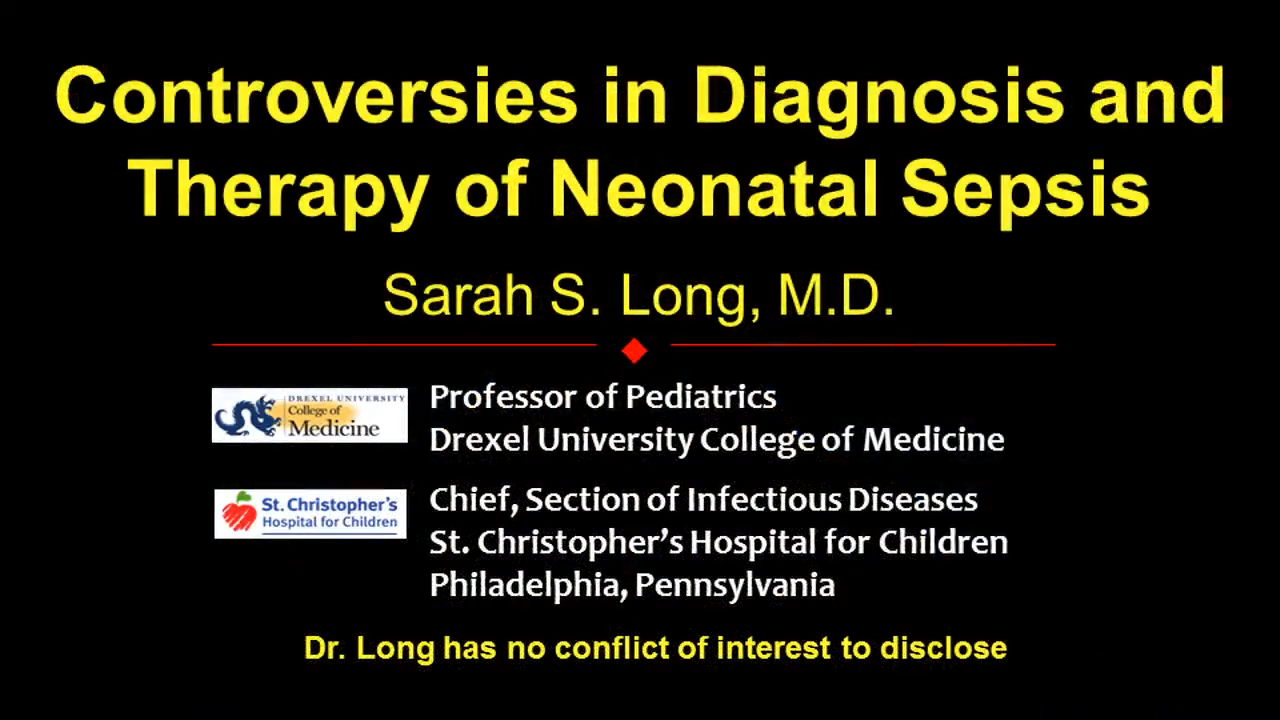 Controversies in Diagnosis and
Therapy of Neonatal Sepsis
Sarah S. Long, M.D.
DREXEL UNIVERSITY
College of
Medicine
Professor of Pediatrics
Drexel University College of Medicine
St. Christopher's
Hospital for Children
Chief, Section of Infectious Diseases
St. Christopher’s Hospital for Children
Philadelphia, Pennsylvania
Dr. Long has no conflict of interest to disclose